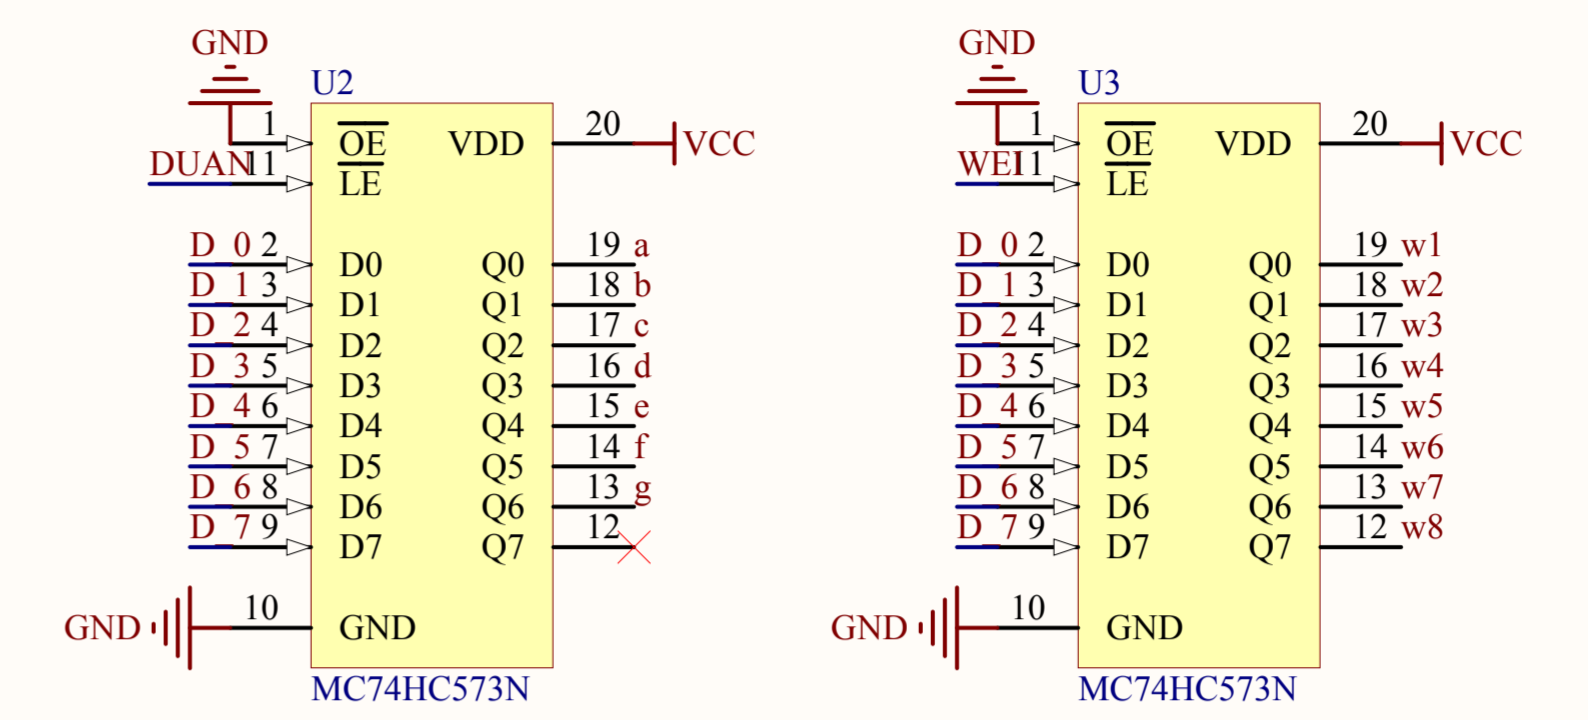 GND
U2
1
OE
VDD
20
VCC
DUAN
11
LE
D_0 2 D0 Q0 19 a
D_1 3 D1 Q1 18 b
D_2 4 D2 Q2 17 c
D_3 5 D3 Q3 16 d
D_4 6 D4 Q4 15 e
D_5 7 D5 Q5 14 f
D_6 8 D6 Q6 13 g
D_7 9 D7 Q7 12
GND 10 GND
MC74HC573N
GND
U3
1
OE
VDD
20
VCC
WEI
11
LE
D_0 2 D0 Q0 19 w1
D_1 3 D1 Q1 18 w2
D_2 4 D2 Q2 17 w3
D_3 5 D3 Q3 16 w4
D_4 6 D4 Q4 15 w5
D_5 7 D5 Q5 14 w6
D_6 8 D6 Q6 13 w7
D_7 9 D7 Q7 12 w8
GND 10 GND
MC74HC573N